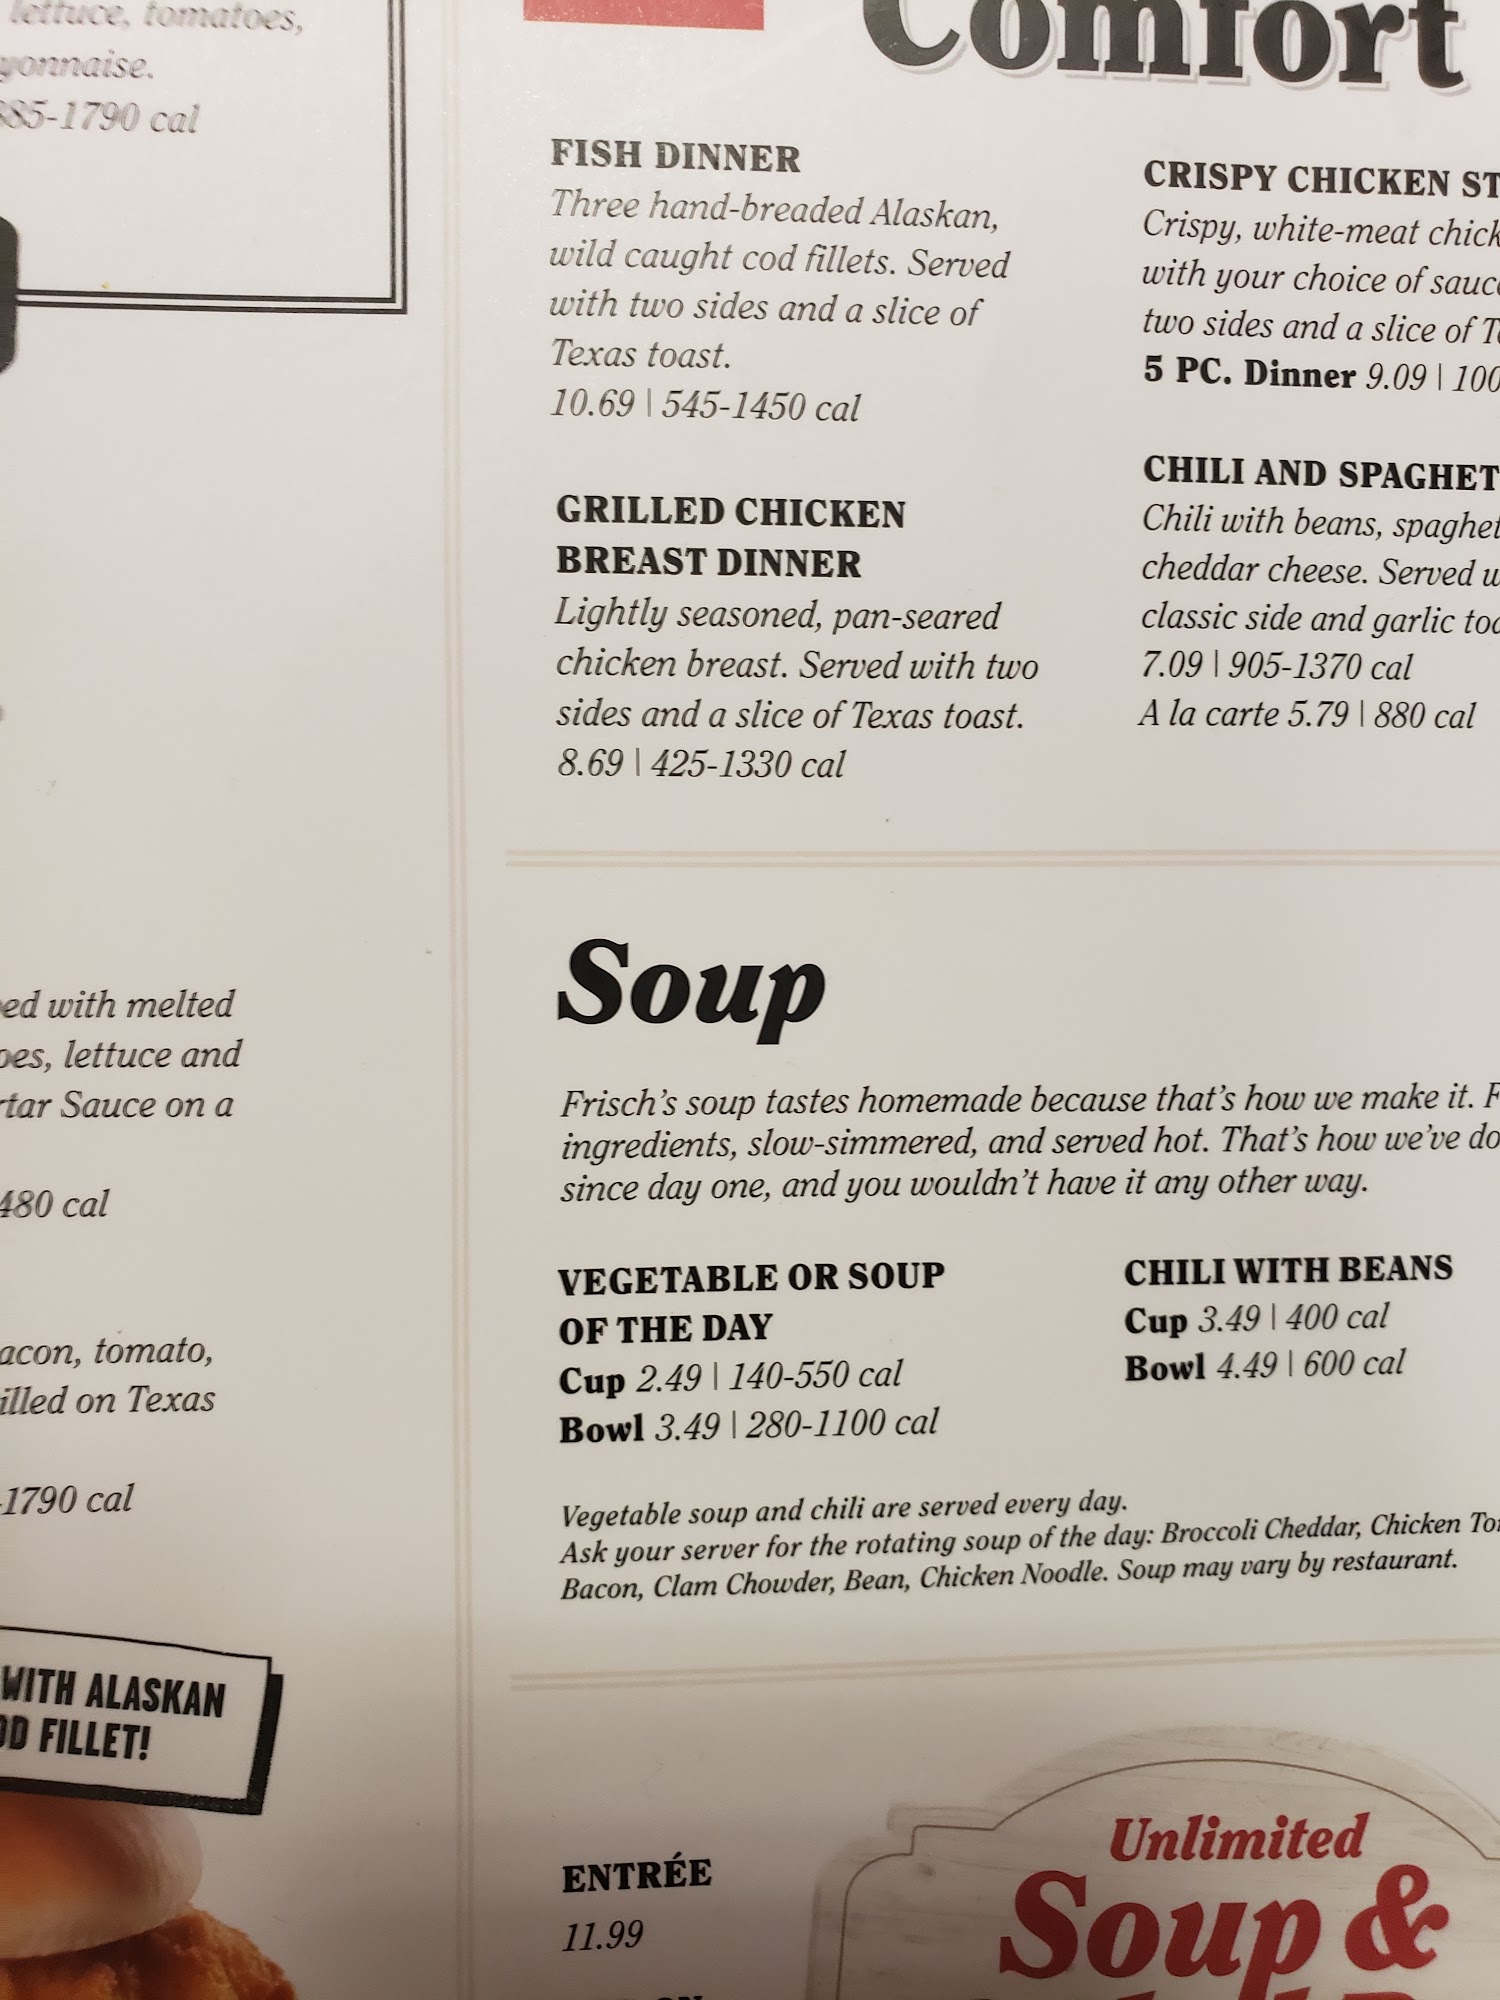 lettuce, tomatoes,
cal
Comfort
FISH DINNER
Three hand-breaded Alaskan,
wild caught cod fillets. Served
with two sides and a slice of
Texas toast.
10.69 | 545-1450 cal
GRILLED CHICKEN
BREAST DINNER
Lightly seasoned, pan-seared
chicken breast. Served with two
sides and a slice of Texas toast.
8.69 | 425-1330 cal
CRISPY CHICKEN
Crispy, white-meat
with your choice of
two sides and a slice of
5 PC. Dinner 9.09 |
CHILI AND
Chili with beans,
cheddar cheese. Served
classic side and garlic
7.09 | 905-1370 cal
A la carte 5.79 | 880 cal
with melted
lettuce and
Sauce on a
cal
tomato,
on Texas
-1790 cal
WITH ALASKAN
FILLET!
Soup
Frisch's soup tastes homemade because that's how we make it.
ingredients, slow-simmered, and served hot. That's how we've
since day one, and you wouldn't have it any other way.
VEGETABLE OR SOUP
OF THE DAY
Cup 2.49 | 140-550 cal
Bowl 3.49 | 280-1100 cal
CHILI WITH BEANS
Cup 3.49 | 400 cal
Bowl 4.49 | 600 cal
Vegetable soup and chili are served every day.
Ask your server for the rotating soup of the day: Broccoli Cheddar, Chicken
Bacon, Clam Chowder, Bean, Chicken Noodle. Soup may vary by restaurant.
ENTRÉE
11.99
Unlimited
Soup &